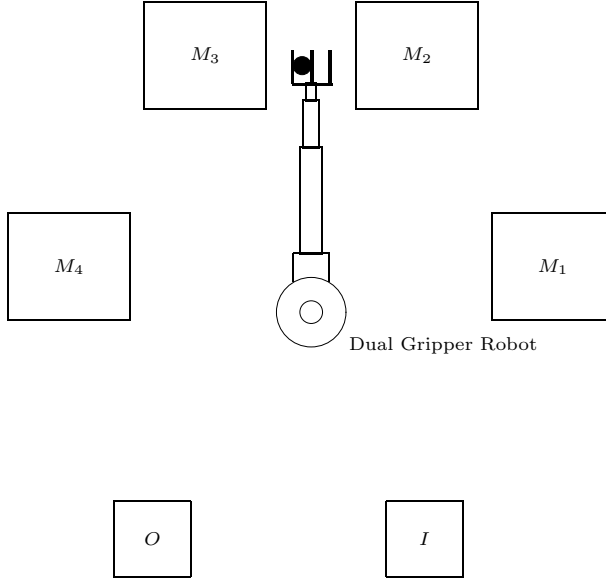 M₃
M₂
M₄
M₁
Dual Gripper Robot
O
I